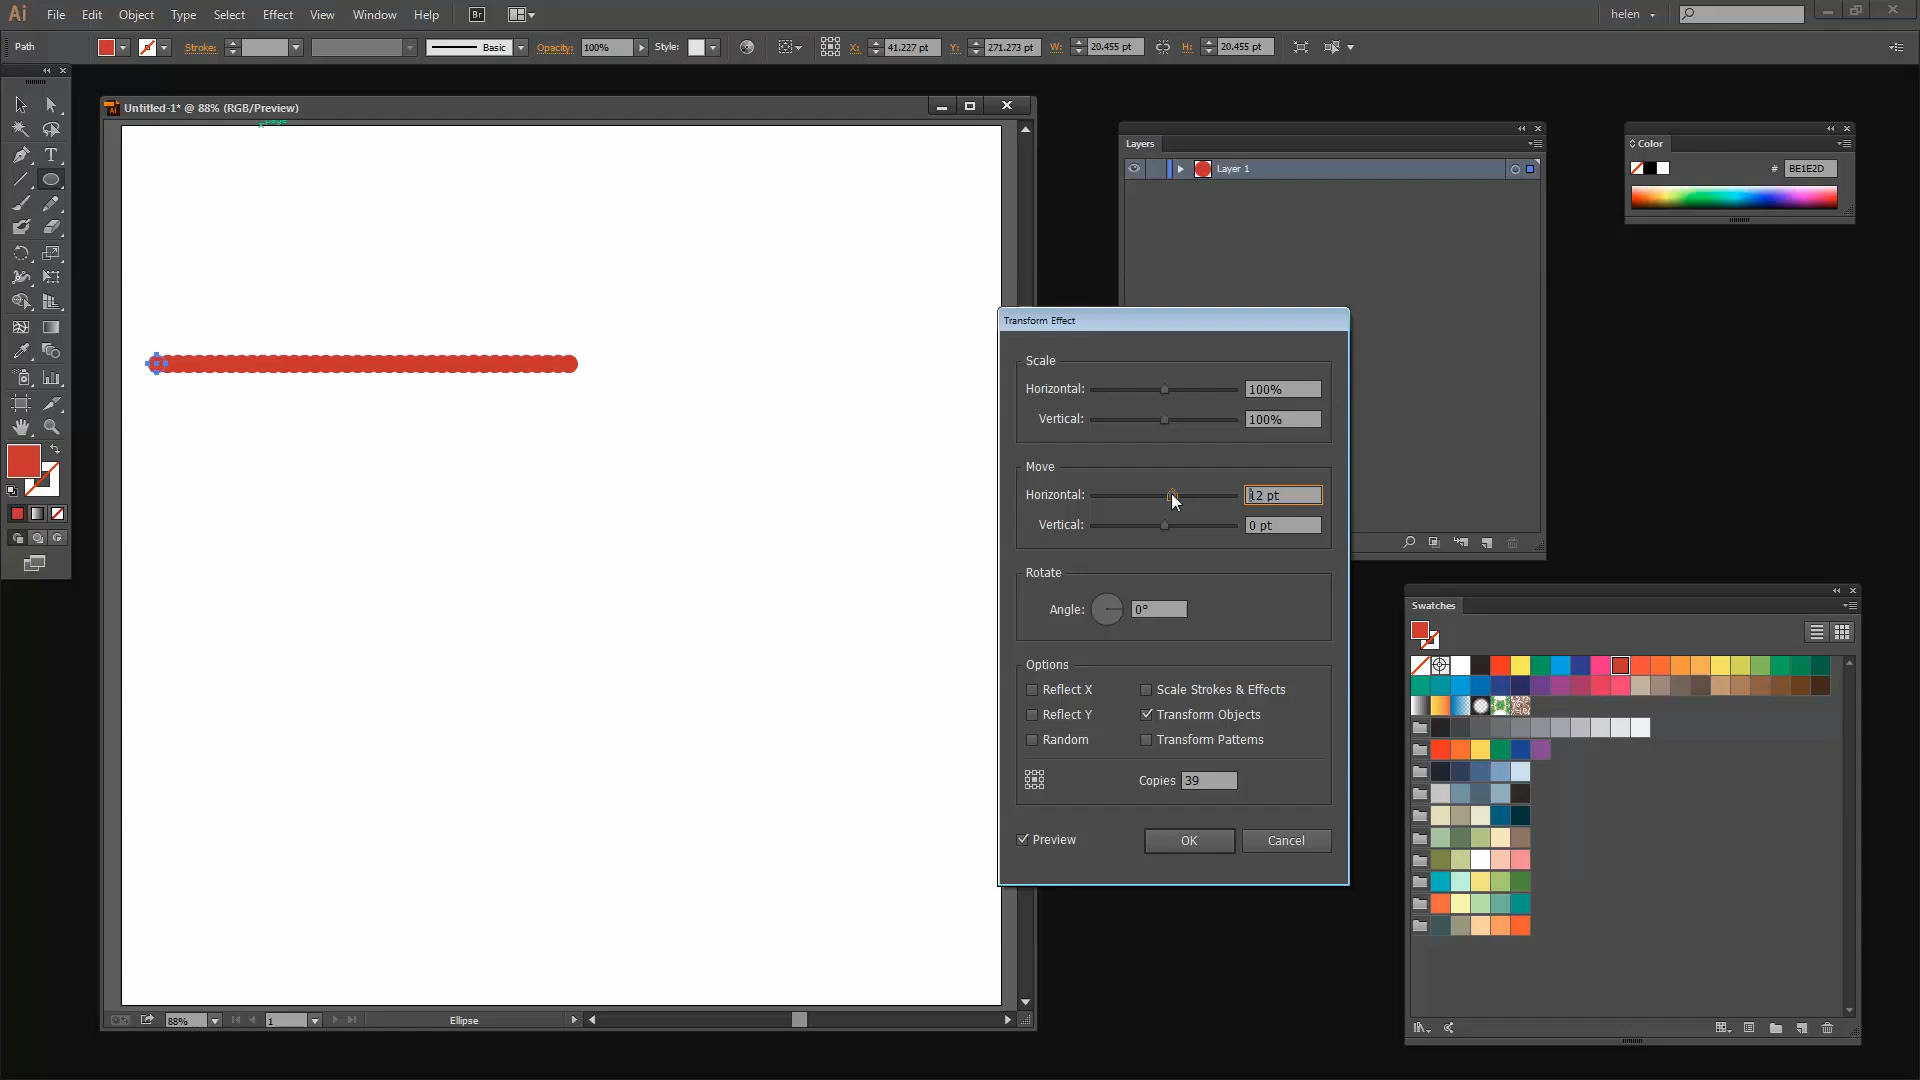 Ai File Edit Object Type Select Effect View Window Help Br helen
Path Stroke: Basic Opacity: 100% Style: X: 41.227 pt Y: 271.273 pt W: 20.455 pt H: 20.455 pt
Untitled-1* @ 88% (RGB/Preview)
page
Layers
Layer 1
Color
# BE1E2D
Transform Effect
Scale
Horizontal: 100%
Vertical: 100%
Move
Horizontal: 12 pt
Vertical: 0 pt
Rotate
Angle: 0°
Options
Reflect X Scale Strokes & Effects
Reflect Y Transform Objects
Random Transform Patterns
Copies 39
Preview OK Cancel
Swatches
88% 1 Ellipse